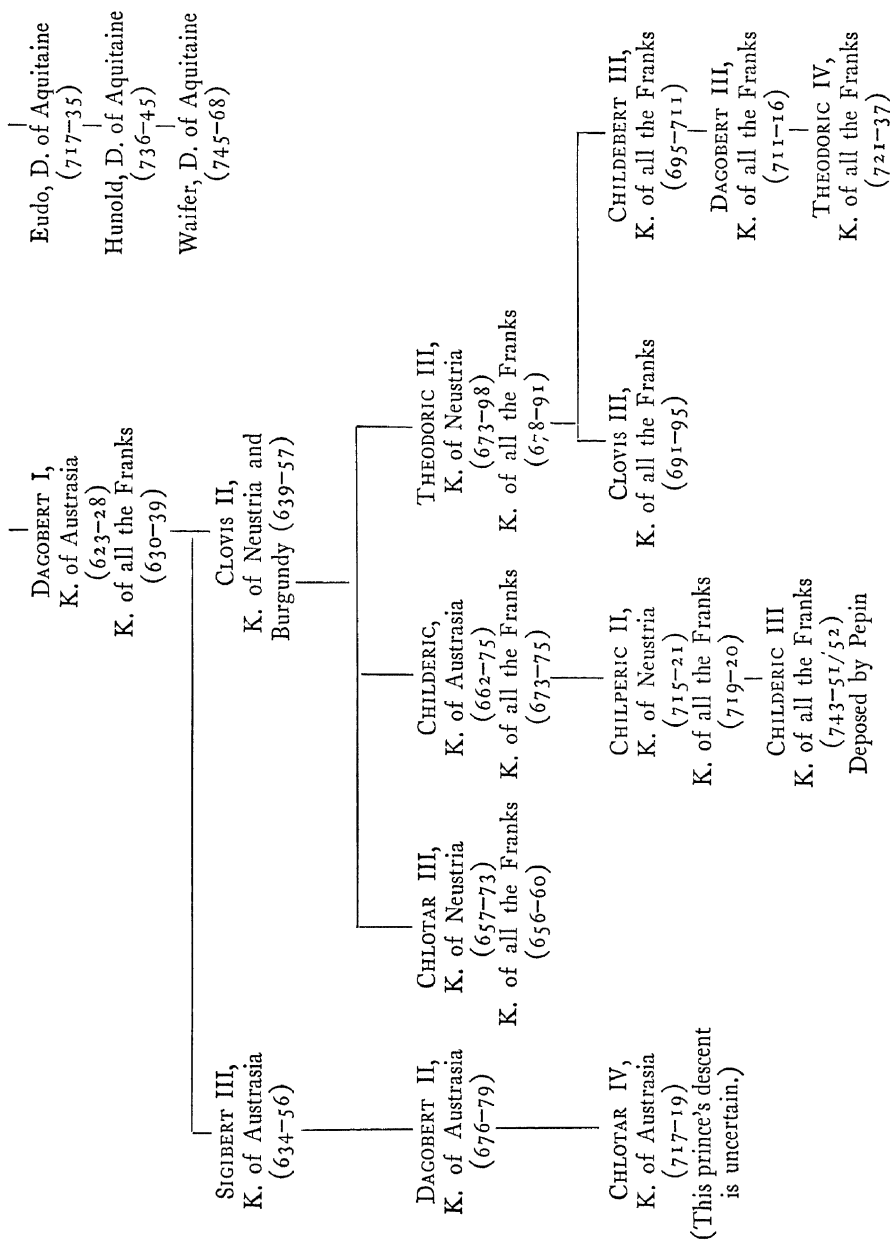 DAGOBERT I,
K. of Austrasia
(623–28)
K. of all the Franks
(630–39)
Eudo, D. of Aquitaine
(717–35)
Hunold, D. of Aquitaine
(736–45)
Waifer, D. of Aquitaine
(745–68)
SIGIBERT III,
K. of Austrasia
(634–56)
CLOVIS II,
K. of Neustria and
Burgundy (639–57)
DAGOBERT II,
K. of Austrasia
(676–79)
CHLOTAR III,
K. of Neustria
(657–73)
K. of all the Franks
(656–60)
CHILDERIC,
K. of Austrasia
(662–75)
K. of all the Franks
(673–75)
THEODORIC III,
K. of Neustria
(673–98)
K. of all the Franks
(678–91)
CHLOTAR IV,
K. of Austrasia
(717–19)
(This prince's descent
is uncertain.)
CHILPERIC II,
K. of Neustria
(715–21)
K. of all the Franks
(719–20)
CHILDERIC III
K. of all the Franks
(743–51/52)
Deposed by Pepin
CLOVIS III,
K. of all the Franks
(691–95)
CHILDEBERT III,
K. of all the Franks
(695–711)
DAGOBERT III,
K. of all the Franks
(711–16)
THEODORIC IV,
K. of all the Franks
(721–37)